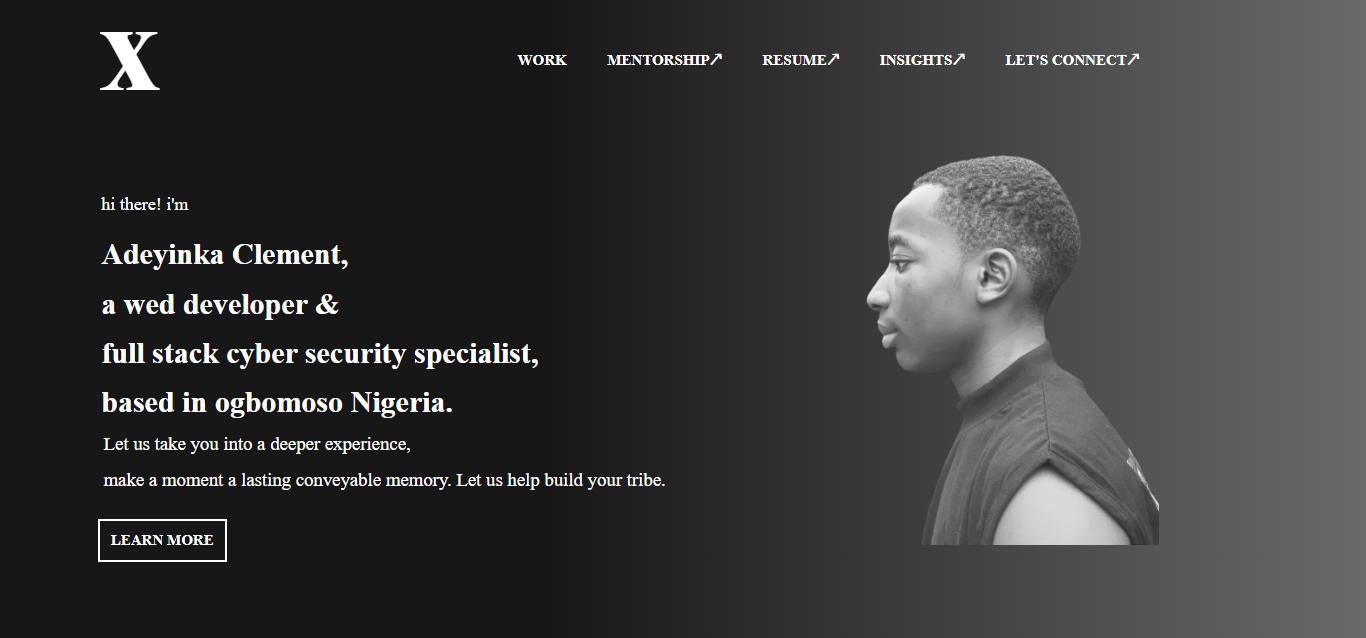 X
WORK MENTORSHIP↗ RESUME↗ INSIGHTS↗ LET'S CONNECT↗
hi there! i'm
Adeyinka Clement,
a wed developer &
full stack cyber security specialist,
based in ogbomoso Nigeria.
Let us take you into a deeper experience,
make a moment a lasting conveyable memory. Let us help build your tribe.
LEARN MORE